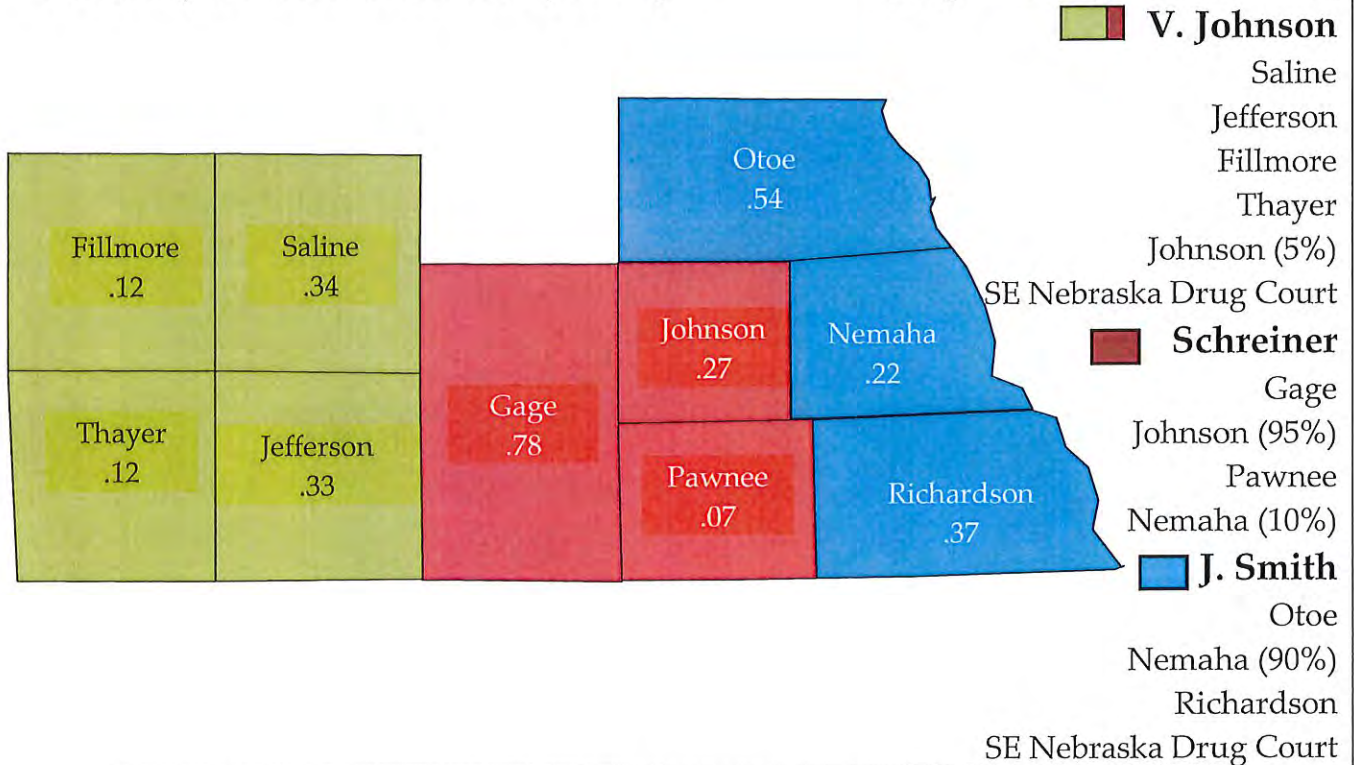 Fillmore
.12
Saline
.34
Thayer
.12
Jefferson
.33
Gage
.78
Otoe
.54
Johnson
.27
Nemaha
.22
Pawnee
.07
Richardson
.37
V. Johnson
Saline
Jefferson
Fillmore
Thayer
Johnson (5%)
SE Nebraska Drug Court
Schreiner
Gage
Johnson (95%)
Pawnee
Nemaha (10%)
J. Smith
Otoe
Nemaha (90%)
Richardson
SE Nebraska Drug Court